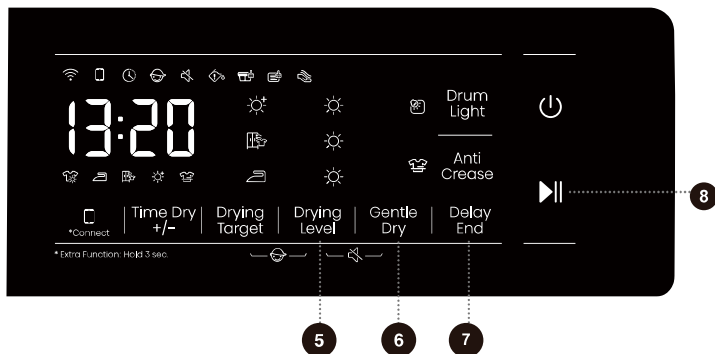 13:20
Drum
Light
Anti
Crease
*Connect
Time Dry
+/-
Drying
Target
Drying
Level
Gentle
Dry
Delay
End
* Extra Function: Hold 3 sec.
8
5
6
7